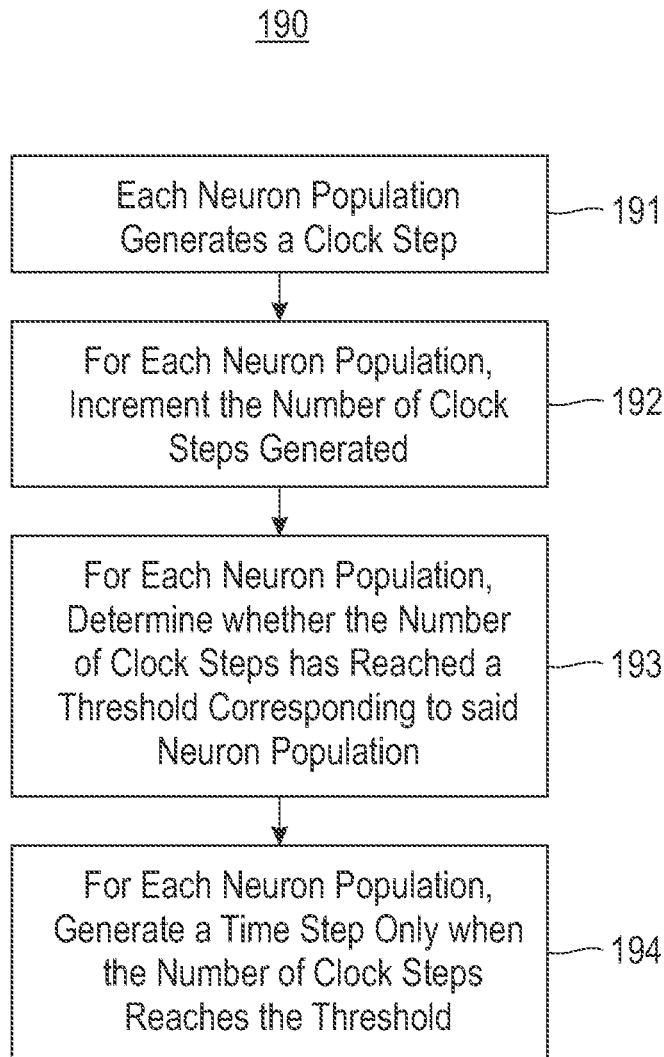 190
Each Neuron Population
Generates a Clock Step
191
For Each Neuron Population,
Increment the Number of Clock
Steps Generated
192
For Each Neuron Population,
Determine whether the Number
of Clock Steps has Reached a
Threshold Corresponding to said
Neuron Population
193
For Each Neuron Population,
Generate a Time Step Only when
the Number of Clock Steps
Reaches the Threshold
194